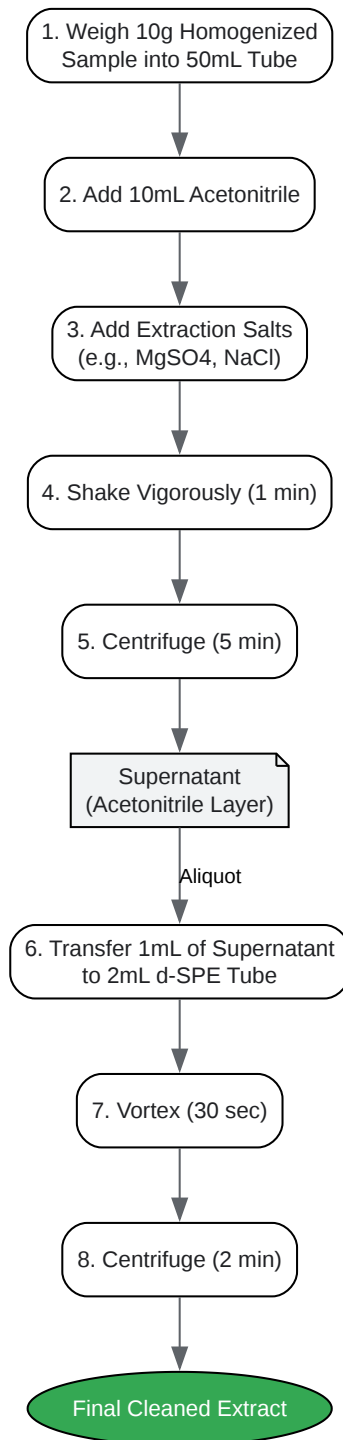 1. Weigh 10g Homogenized
Sample into 50mL Tube
2. Add 10mL Acetonitrile
3. Add Extraction Salts
(e.g., MgSO4, NaCl)
4. Shake Vigorously (1 min)
5. Centrifuge (5 min)
Supernatant
(Acetonitrile Layer)
Aliquot
6. Transfer 1mL of Supernatant
to 2mL d-SPE Tube
7. Vortex (30 sec)
8. Centrifuge (2 min)
Final Cleaned Extract